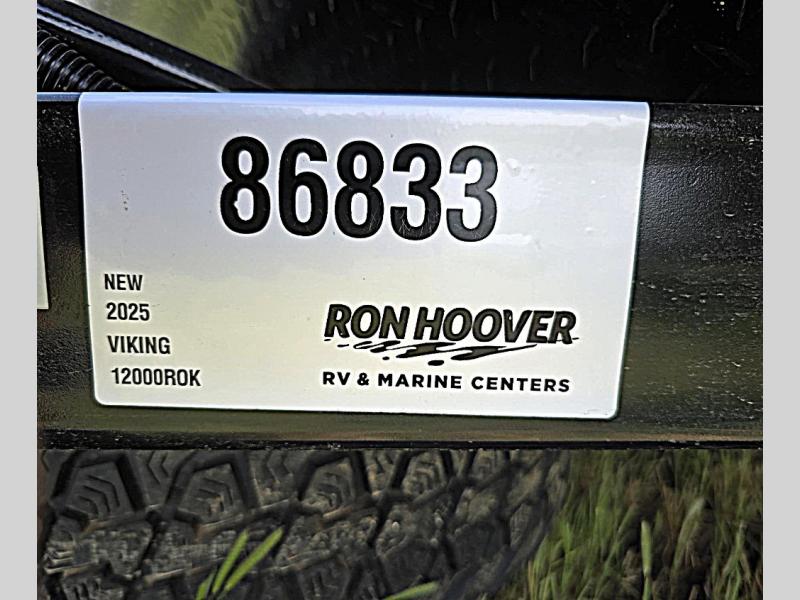 86833
NEW
2025
VIKING
12000ROK
RON HOOVER
RV & MARINE CENTERS